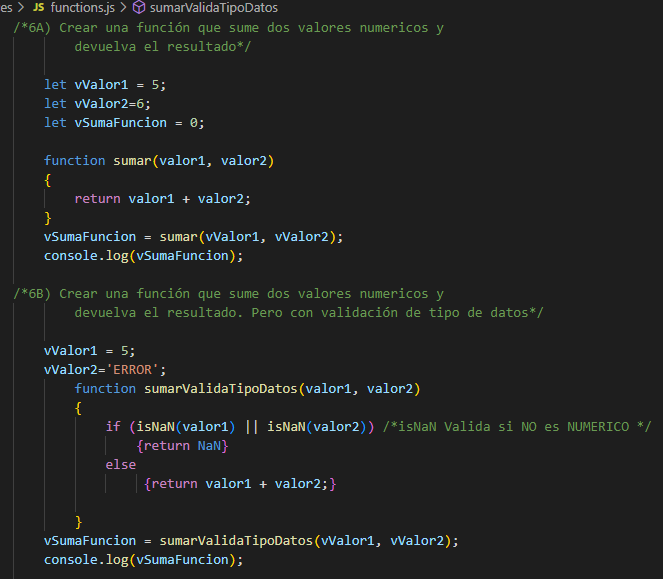 es > JS functions.js > sumarValidaTipoDatos
/*6A) Crear una función que sume dos valores numericos y
devuelva el resultado*/
let vValor1 = 5;
let vValor2=6;
let vSumaFuncion = 0;
function sumar(valor1, valor2)
{
return valor1 + valor2;
}
vSumaFuncion = sumar(vValor1, vValor2);
console.log(vSumaFuncion);
/*6B) Crear una función que sume dos valores numericos y
devuelva el resultado. Pero con validación de tipo de datos*/
vValor1 = 5;
vValor2='ERROR';
function sumarValidaTipoDatos(valor1, valor2)
{
if (isNaN(valor1) || isNaN(valor2)) /*isNaN Valida si NO es NUMERICO */
{return NaN}
else
{return valor1 + valor2;}
}
vSumaFuncion = sumarValidaTipoDatos(vValor1, vValor2);
console.log(vSumaFuncion);